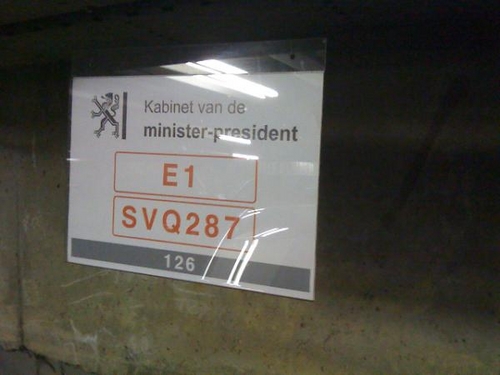 Kabinet van de
minister-president
E1
SVQ287
126